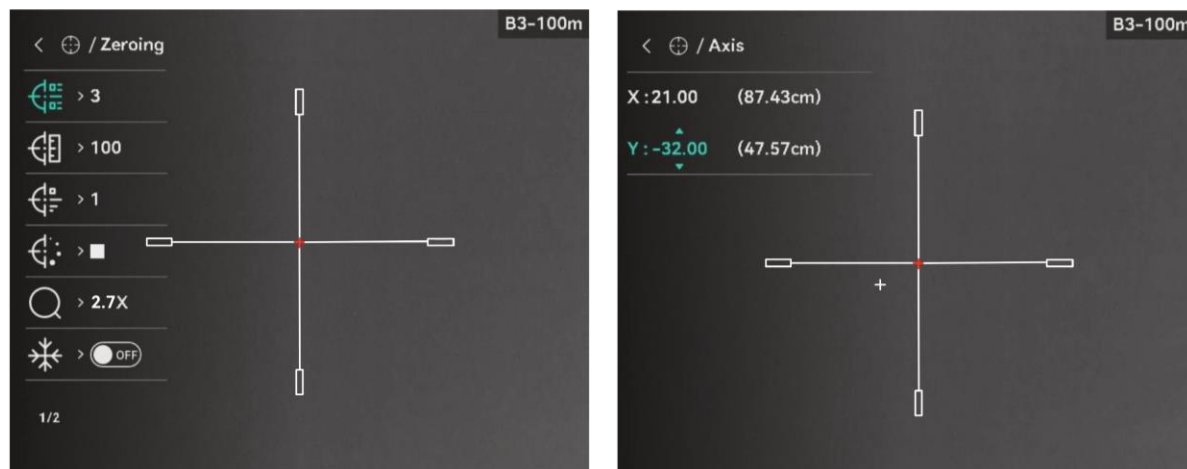 B3-100m
/ Zeroing
> 3
> 100
> 1
>
> 2.7X
> OFF
1/2
B3-100m
/ Axis
X : 21.00 (87.43cm)
Y : -32.00 (47.57cm)